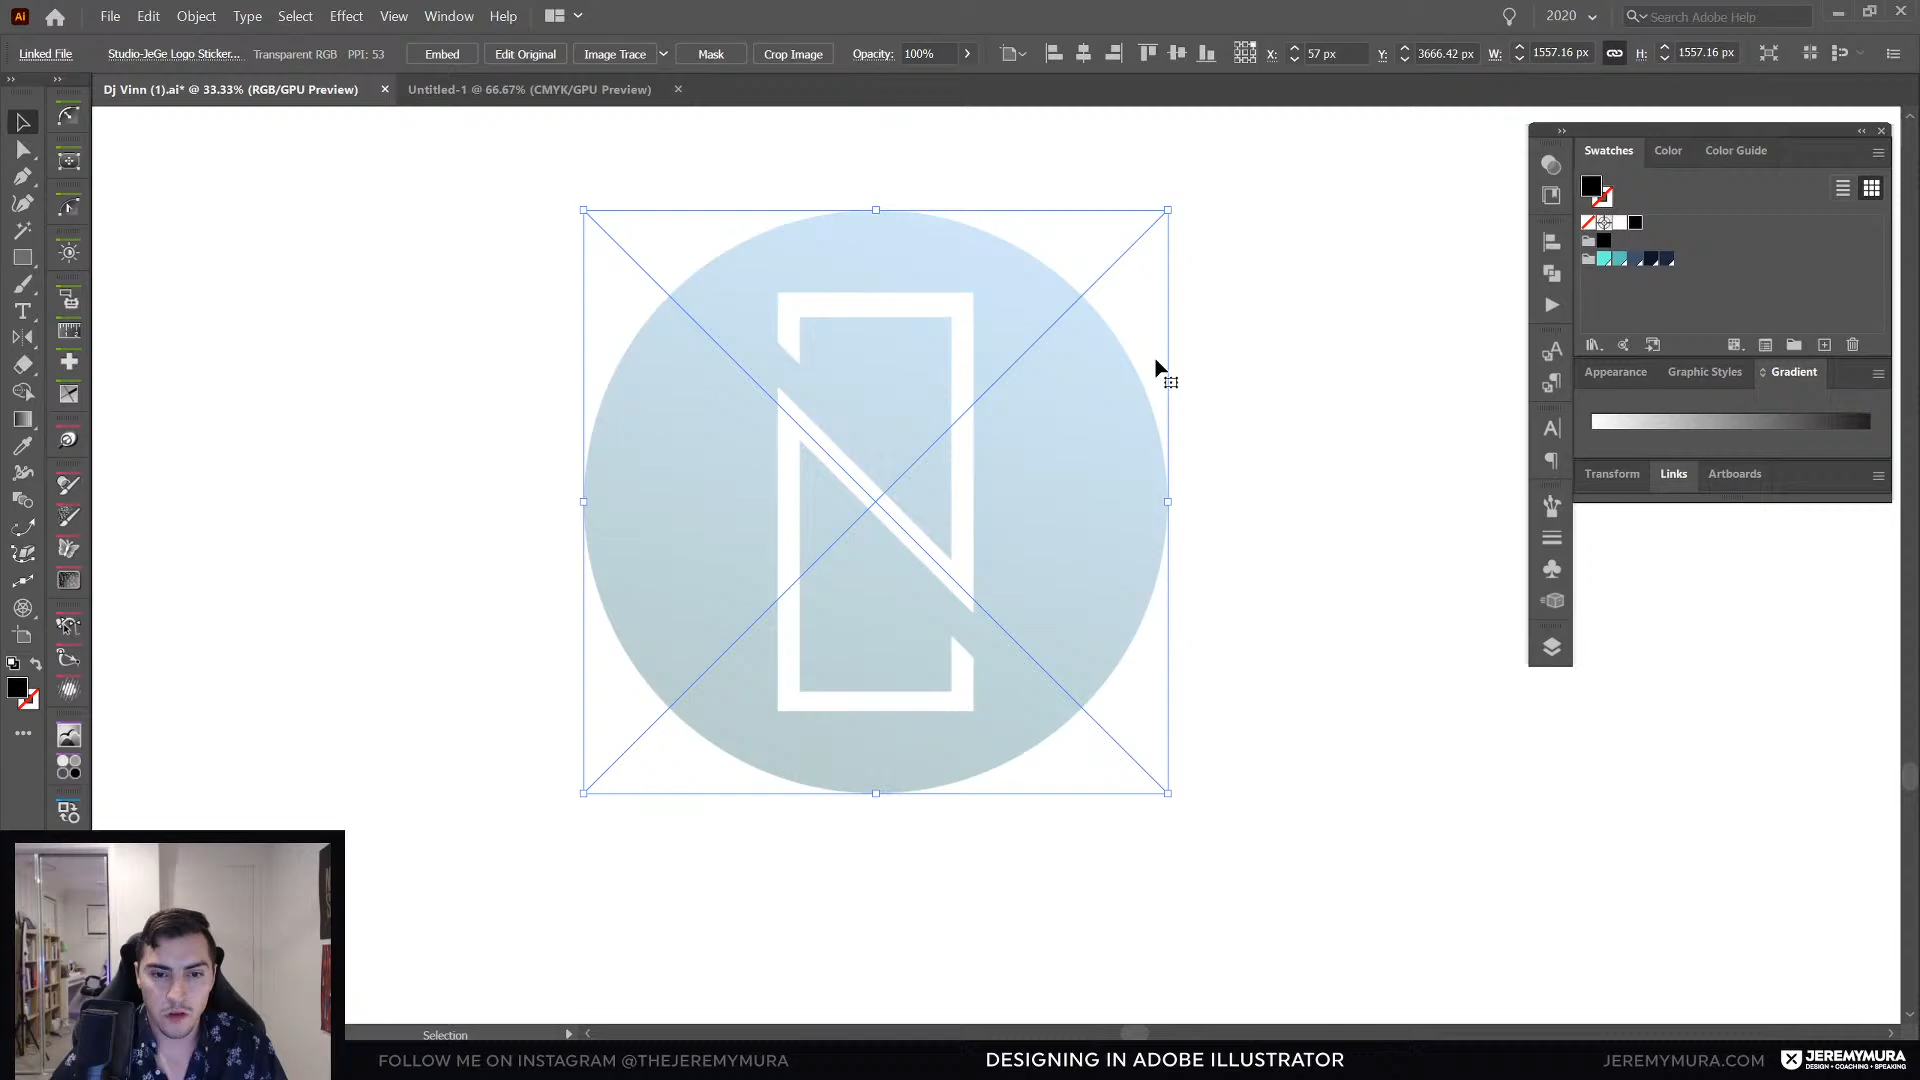 Ai File Edit Object Type Select Effect View Window Help 2020 Search Adobe Help
Linked File Studio-JeGe Logo Sticker... Transparent RGB PPI: 53 Embed Edit Original Image Trace Mask Crop Image Opacity: 100% X: 57 px Y: 3666.42 px W: 1557.16 px H: 1557.16 px
Dj Vinn (1).ai* @ 33.33% (RGB/GPU Preview) × Untitled-1 @ 66.67% (CMYK/GPU Preview) ×
Swatches Color Color Guide
Appearance Graphic Styles Gradient
Transform Links Artboards
Selection
FOLLOW ME ON INSTAGRAM @THEJEREMYMURA DESIGNING IN ADOBE ILLUSTRATOR JEREMYMURA.COM JEREMYMURA
DESIGN + COACHING + SPEAKING